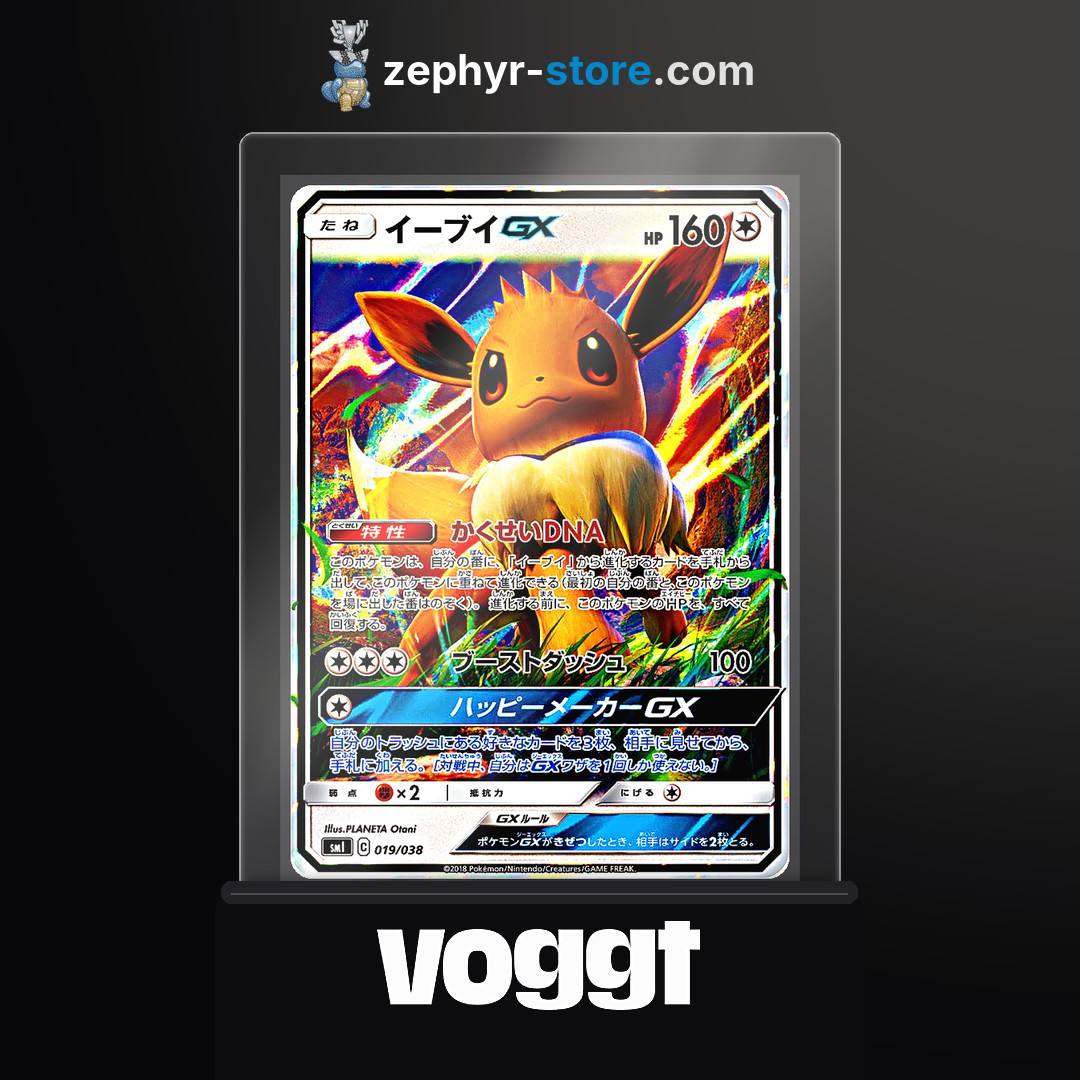 zephyr-store.com
たね イーブイGX HP 160
とくせい 特性 かくせいDNA
このポケモンは、自分の番に、「イーブイ」から進化するカードを手札から
出して、このポケモンに重ねて進化できる(最初の自分の番と、このポケモン
を場に出した番はのぞく)。進化する前に、このポケモンのHPを、すべて
回復する。
ブーストダッシュ 100
ハッピーメーカーGX
自分のトラッシュにある好きなカードを3枚、相手に見せてから、
手札に加える。[対戦中、自分はGXワザを1回しか使えない。]
弱点 ×2 抵抗力 にげる
GXルール
ポケモンGXがきぜつしたとき、相手はサイドを2枚とる。
Illus.PLANETA Otani
C 019/038
©2018 Pokémon/Nintendo/Creatures/GAME FREAK.
voggt